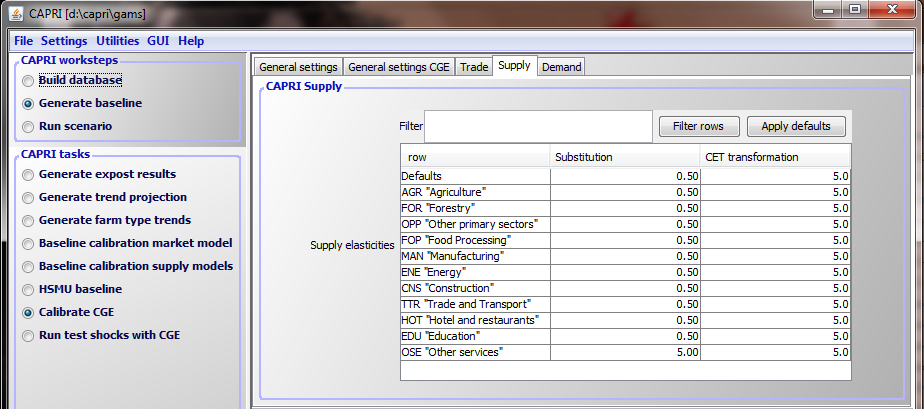 CAPRI [d:\capri\gams]
File Settings Utilities GUI Help
CAPRI worksteps
Build database
Generate baseline
Run scenario
CAPRI tasks
Generate expost results
Generate trend projection
Generate farm type trends
Baseline calibration market model
Baseline calibration supply models
HSMU baseline
Calibrate CGE
Run test shocks with CGE
General settings General settings CGE Trade Supply Demand
CAPRI Supply
Filter Filter rows Apply defaults
Supply elasticities
row Substitution CET transformation
Defaults 0.50 5.0
AGR "Agriculture" 0.50 5.0
FOR "Forestry" 0.50 5.0
OPP "Other primary sectors" 0.50 5.0
FOP "Food Processing" 0.50 5.0
MAN "Manufacturing" 0.50 5.0
ENE "Energy" 0.50 5.0
CNS "Construction" 0.50 5.0
TTR "Trade and Transport" 0.50 5.0
HOT "Hotel and restaurants" 0.50 5.0
EDU "Education" 0.50 5.0
OSE "Other services" 5.00 5.0